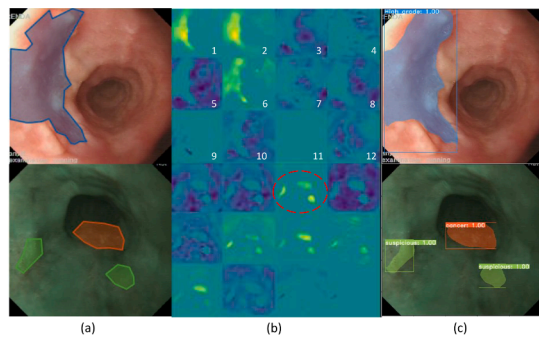 High grade: 1.00
1 2 3 4
5 6 7 8
9 10 11 12
cancer: 1.00
suspicious: 1.00
suspicious: 1.00
(a) (b) (c)